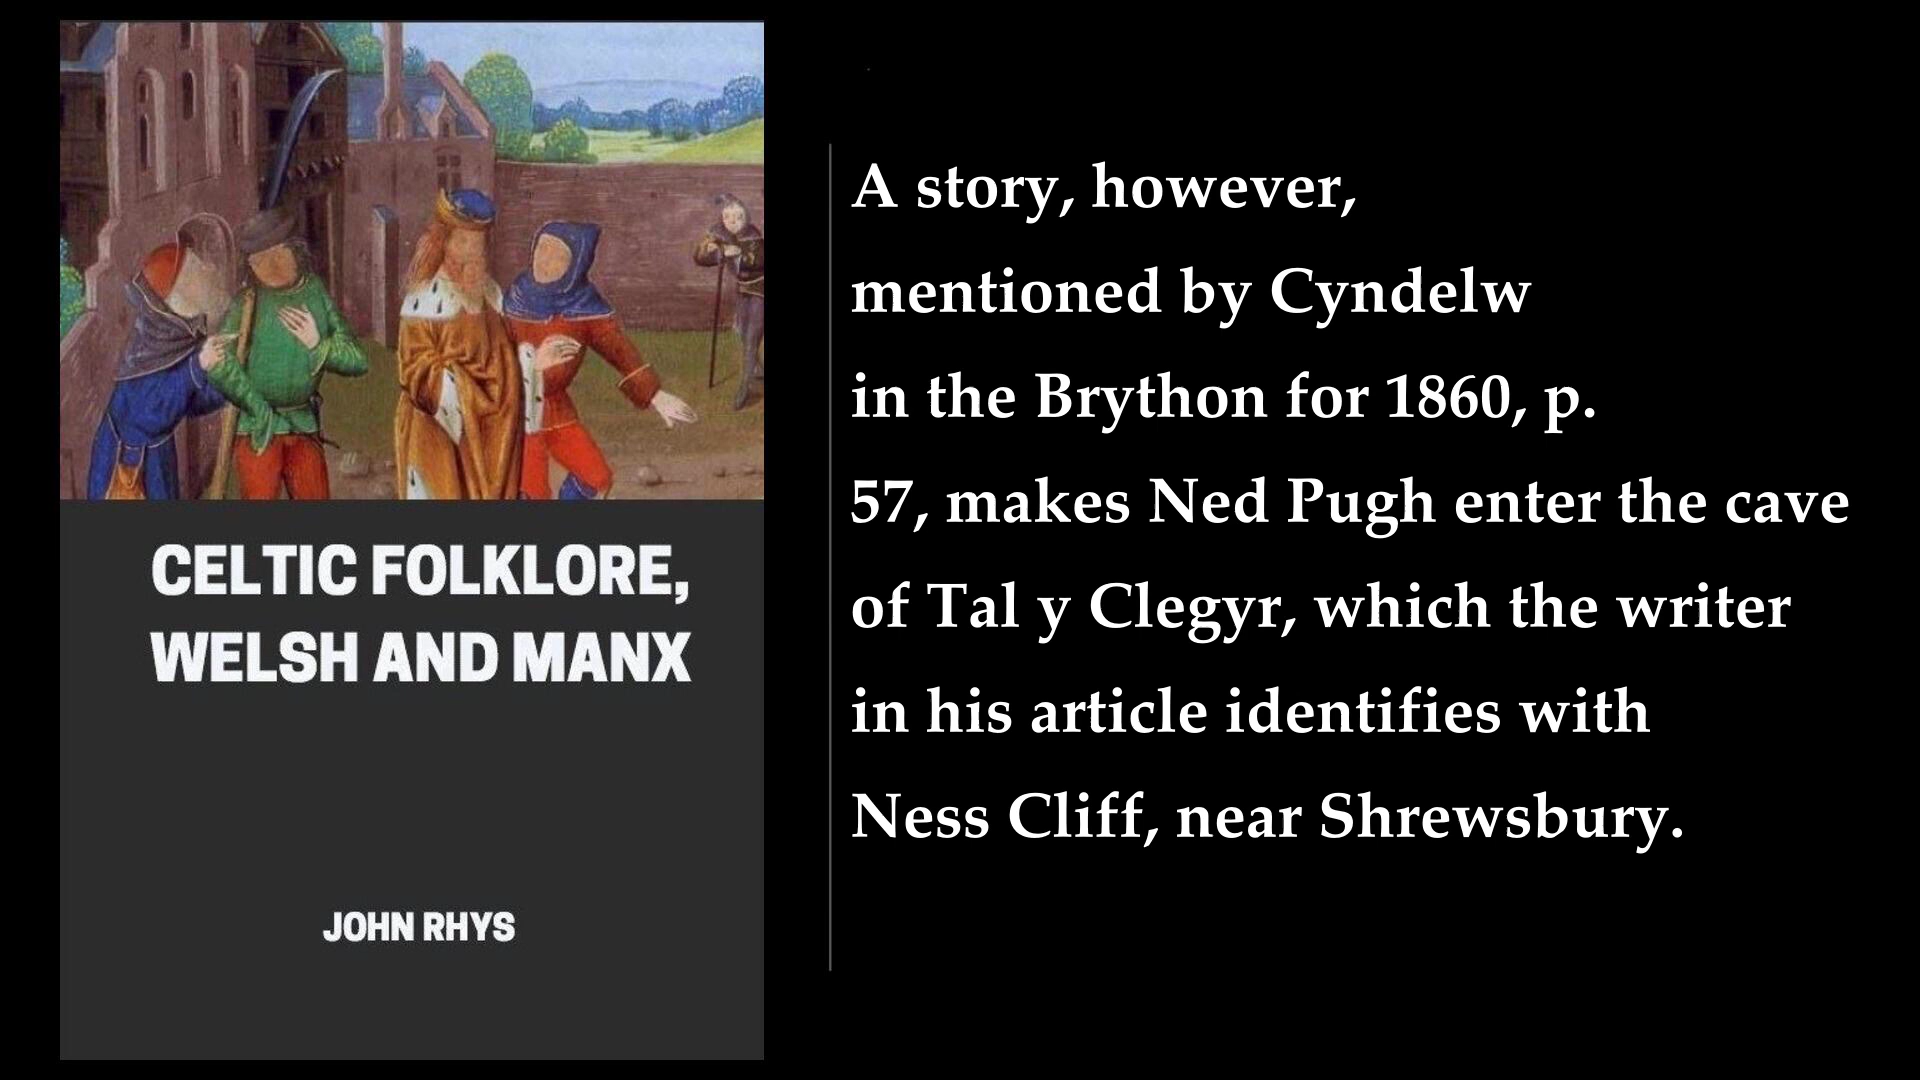 CELTIC FOLKLORE,
WELSH AND MANX
JOHN RHYS
A story, however,
mentioned by Cyndelw
in the Brython for 1860, p.
57, makes Ned Pugh enter the cave
of Tal y Clegyr, which the writer
in his article identifies with
Ness Cliff, near Shrewsbury.